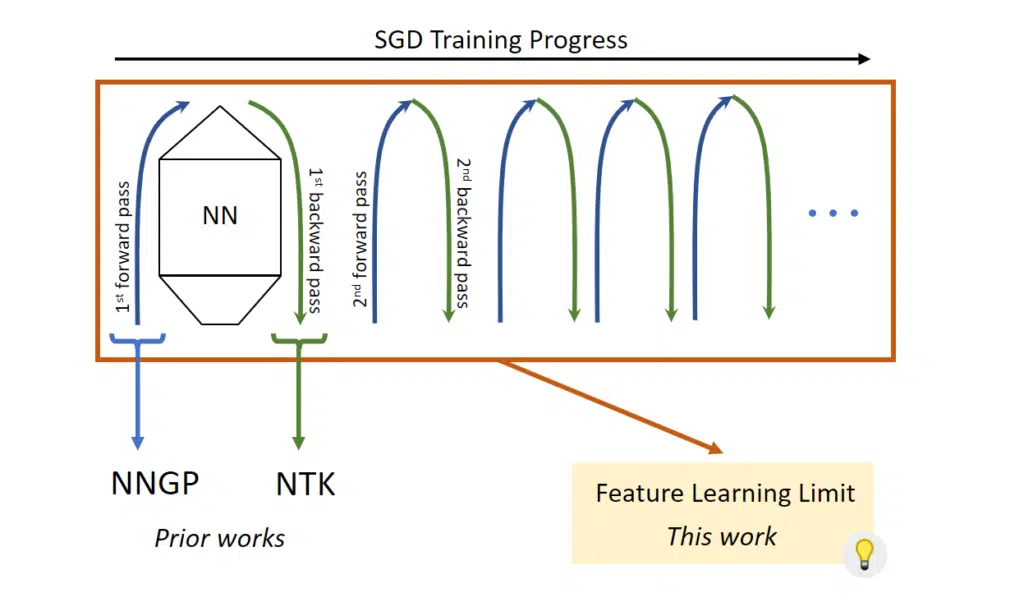 SGD Training Progress
1st forward pass
NN
1st backward pass
2nd forward pass
2nd backward pass
NNGP
NTK
Prior works
Feature Learning Limit
This work